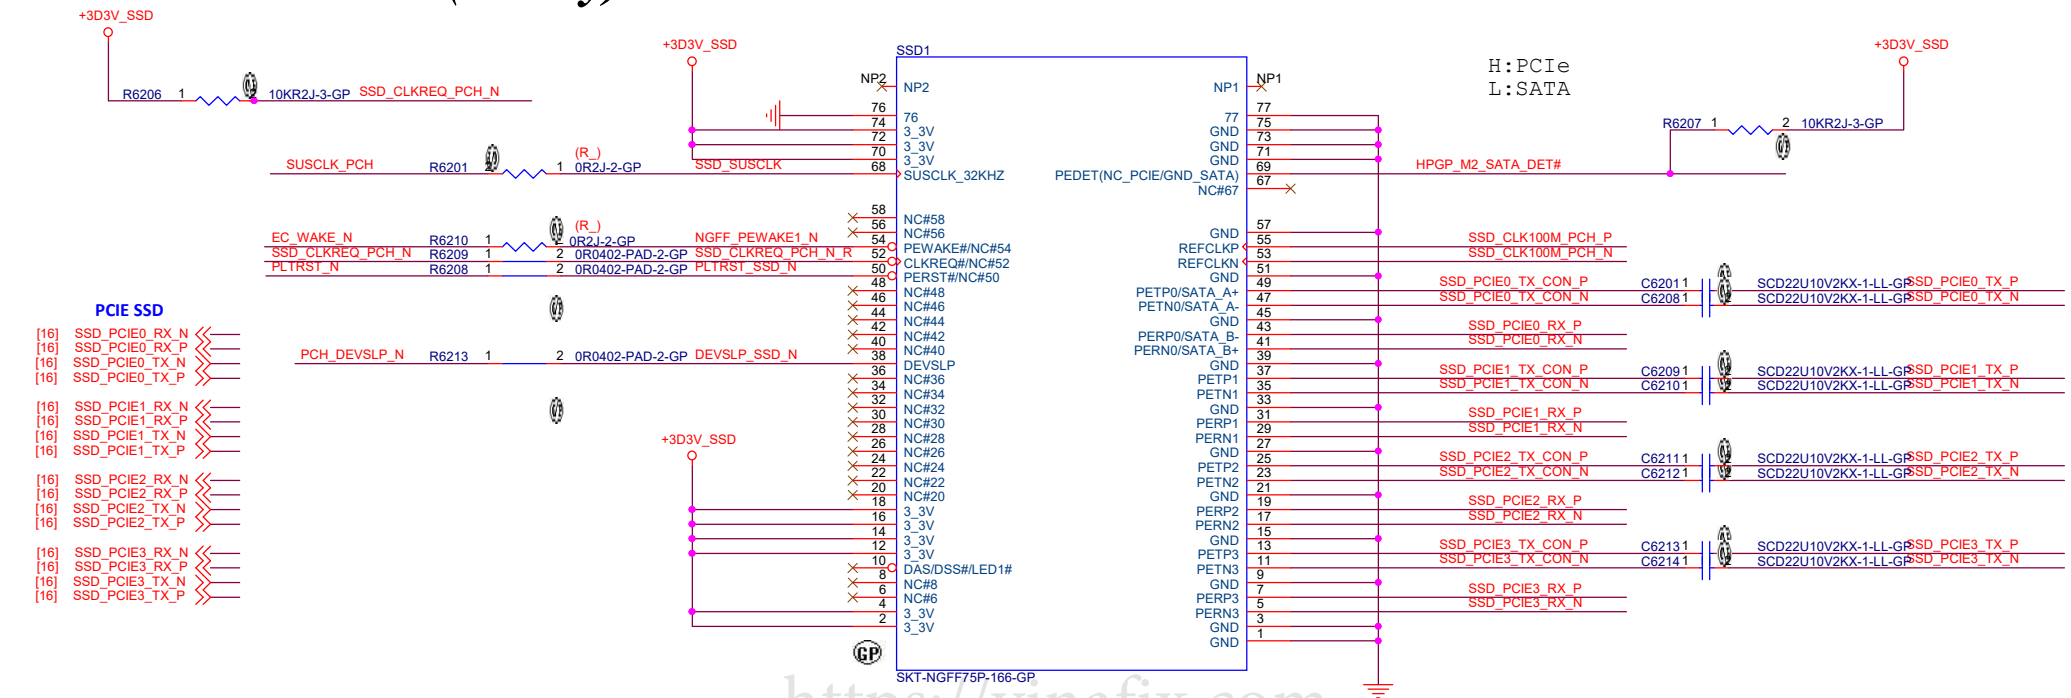 +3D3V_SSD
R6206 1 10KR2J-3-GP SSD_CLKREQ_PCH_N
+3D3V_SSD
SUSCLK_PCH R6201 2 1 (R_) 0R2J-2-GP SSD_SUSCLK
EC_WAKE_N R6210 1 (R_) 0R2J-2-GP NGFF_PEWAKE1_N
SSD_CLKREQ_PCH_N R6209 1 2 0R0402-PAD-2-GP SSD_CLKREQ_PCH_N_R
PLTRST_N R6208 1 2 0R0402-PAD-2-GP PLTRST_SSD_N
PCH_DEVSLP_N R6213 1 2 0R0402-PAD-2-GP DEVSLP_SSD_N
+3D3V_SSD
PCIE SSD
[16] SSD_PCIE0_RX_N
[16] SSD_PCIE0_RX_P
[16] SSD_PCIE0_TX_N
[16] SSD_PCIE0_TX_P
[16] SSD_PCIE1_RX_N
[16] SSD_PCIE1_RX_P
[16] SSD_PCIE1_TX_N
[16] SSD_PCIE1_TX_P
[16] SSD_PCIE2_RX_N
[16] SSD_PCIE2_RX_P
[16] SSD_PCIE2_TX_N
[16] SSD_PCIE2_TX_P
[16] SSD_PCIE3_RX_N
[16] SSD_PCIE3_RX_P
[16] SSD_PCIE3_TX_N
[16] SSD_PCIE3_TX_P
SSD1
NP2 NP2
76 76
74 3_3V
72 3_3V
70 3_3V
68 SUSCLK_32KHZ
58 NC#58
56 NC#56
54 PEWAKE#/NC#54
52 CLKREQ#/NC#52
50 PERST#/NC#50
48 NC#48
46 NC#46
44 NC#44
42 NC#42
40 NC#40
38 DEVSLP
36 NC#36
34 NC#34
32 NC#32
30 NC#30
28 NC#28
26 NC#26
24 NC#24
22 NC#22
20 NC#20
18 3_3V
16 3_3V
14 3_3V
12 3_3V
10 DAS/DSS#/LED1#
8 NC#8
6 NC#6
4 3_3V
2 3_3V
GP
SKT-NGFF75P-166-GP
NP1 NP1
77 77
GND 75
GND 73
GND 71
PEDET(NC_PCIE/GND_SATA) 69
NC#67 67
GND 57
REFCLKP 55
REFCLKN 53
GND 51
PETP0/SATA_A+ 49
PETN0/SATA_A- 47
GND 45
PERP0/SATA_B- 43
PERN0/SATA_B+ 41
GND 39
PETP1 37
PETN1 35
GND 33
PERP1 31
PERN1 29
GND 27
PETP2 25
PETN2 23
GND 21
PERP2 19
PERN2 17
GND 15
PETP3 13
PETN3 11
GND 9
PERP3 7
PERN3 5
GND 3
GND 1
H:PCIe
L:SATA
+3D3V_SSD
R6207 1 2 10KR2J-3-GP
HPGP_M2_SATA_DET#
SSD_CLK100M_PCH_P
SSD_CLK100M_PCH_N
SSD_PCIE0_TX_CON_P C6201 1 SCD22U10V2KX-1-LL-GP SSD_PCIE0_TX_P
SSD_PCIE0_TX_CON_N C6208 1 SCD22U10V2KX-1-LL-GP SSD_PCIE0_TX_N
SSD_PCIE0_RX_P
SSD_PCIE0_RX_N
SSD_PCIE1_TX_CON_P C6209 1 SCD22U10V2KX-1-LL-GP SSD_PCIE1_TX_P
SSD_PCIE1_TX_CON_N C6210 1 SCD22U10V2KX-1-LL-GP SSD_PCIE1_TX_N
SSD_PCIE1_RX_P
SSD_PCIE1_RX_N
SSD_PCIE2_TX_CON_P C6211 1 SCD22U10V2KX-1-LL-GP SSD_PCIE2_TX_P
SSD_PCIE2_TX_CON_N C6212 1 SCD22U10V2KX-1-LL-GP SSD_PCIE2_TX_N
SSD_PCIE2_RX_P
SSD_PCIE2_RX_N
SSD_PCIE3_TX_CON_P C6213 1 SCD22U10V2KX-1-LL-GP SSD_PCIE3_TX_P
SSD_PCIE3_TX_CON_N C6214 1 SCD22U10V2KX-1-LL-GP SSD_PCIE3_TX_N
SSD_PCIE3_RX_P
SSD_PCIE3_RX_N
https://vinafix.com